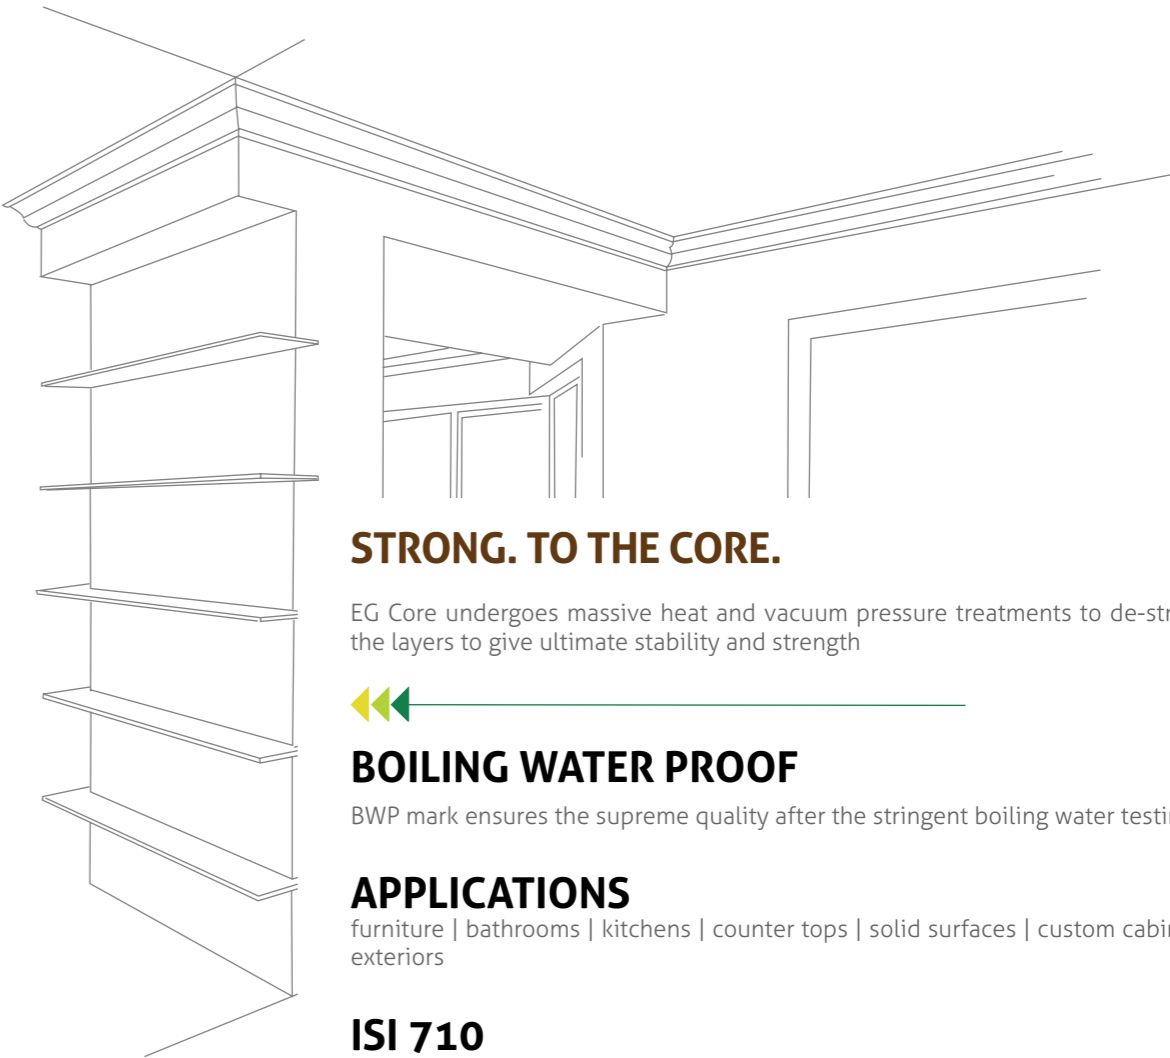 STRONG. TO THE CORE.
EG Core undergoes massive heat and vacuum pressure treatments to
the layers to give ultimate stability and strength
BOILING WATER PROOF
BWP mark ensures the supreme quality after the stringent boiling water
APPLICATIONS
furniture | bathrooms | kitchens | counter tops | solid surfaces | custom
exteriors
ISI 710